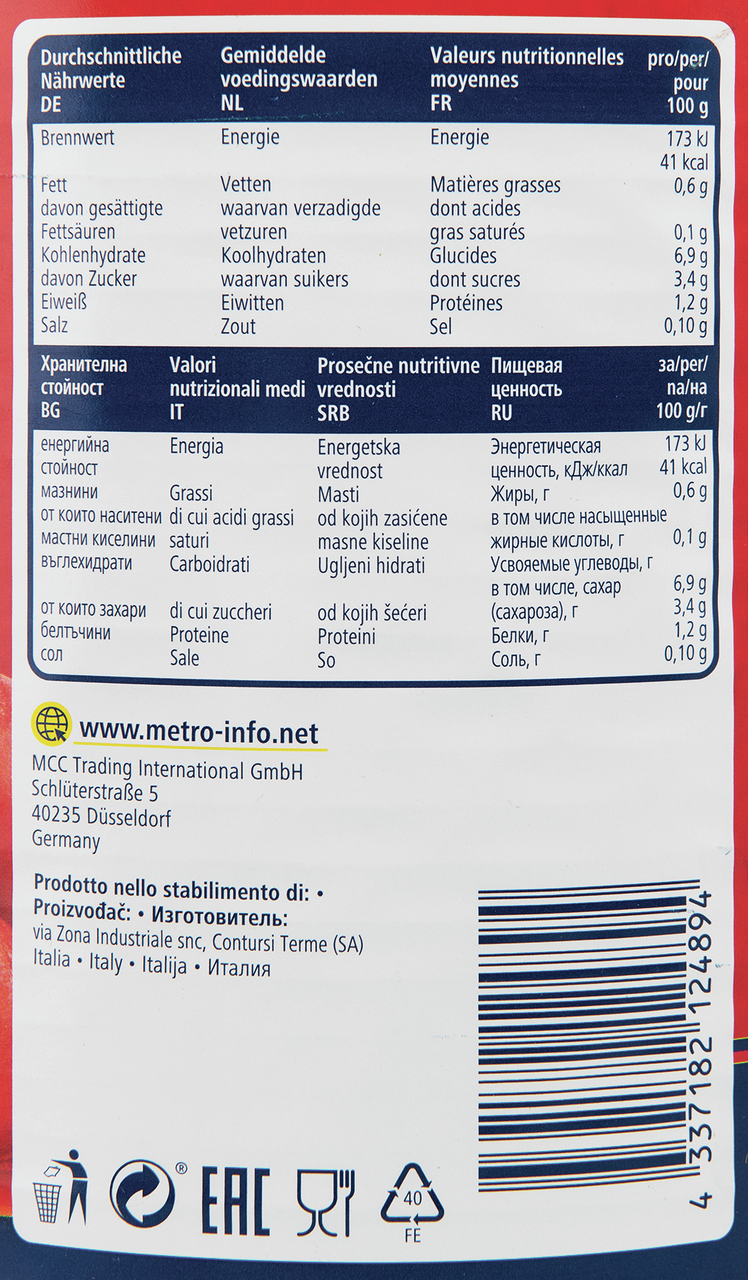 Durchschnittliche Gemiddelde Valeurs nutritionnelles pro/per/
Nährwerte voedingswaarden moyennes pour
DE NL FR 100 g
Brennwert Energie Energie 173 kJ
41 kcal
Fett Vetten Matières grasses 0,6 g
davon gesättigte waarvan verzadigde dont acides
Fettsäuren vetzuren gras saturés 0,1 g
Kohlenhydrate Koolhydraten Glucides 6,9 g
davon Zucker waarvan suikers dont sucres 3,4 g
Eiweiß Eiwitten Protéines 1,2 g
Salz Zout Sel 0,10 g
Хранителна Valori Prosečne nutritivne Пищевая за/per/
стойност nutrizionali medi vrednosti ценность na/на
BG IT SRB RU 100 g/г
енергийна Energia Energetska Энергетическая 173 kJ
стойност vrednost ценность, кДж/ккал 41 kcal
мазнини Grassi Masti Жиры, г 0,6 g
от които наситени di cui acidi grassi od kojih zasićene в том числе насыщенные
мастни киселини saturi masne kiseline жирные кислоты, г 0,1 g
въглехидрати Carboidrati Ugljeni hidrati Усвояемые углеводы, г
в том числе, сахар 6,9 g
от които захари di cui zuccheri od kojih šećeri (сахароза), г 3,4 g
белтъчини Proteine Proteini Белки, г 1,2 g
сол Sale So Соль, г 0,10 g
www.metro-info.net
MCC Trading International GmbH
Schlüterstraße 5
40235 Düsseldorf
Germany
Prodotto nello stabilimento di: •
Proizvođač: • Изготовитель:
via Zona Industriale snc, Contursi Terme (SA)
Italia • Italy • Italija • Италия
4 337182 124894
® EAC 40
FE